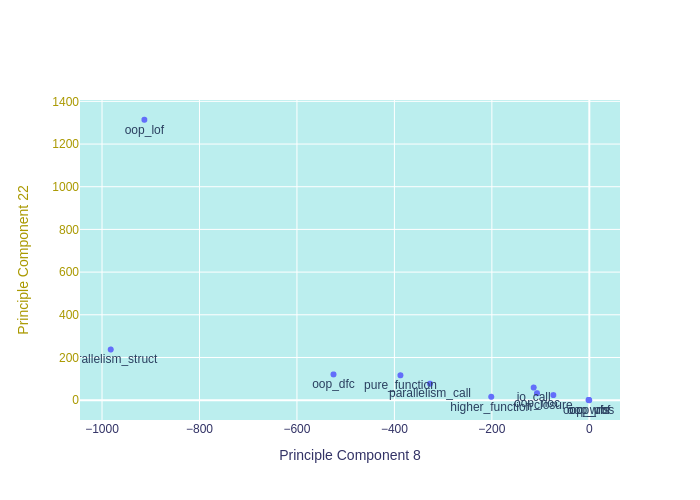 1400
1200
1000
800
600
400
200
0
Principle Component 22
oop_lof
allelism_struct
oop_dfc
pure_function
parallelism_call
higher_function
closure
io_call
−1000
−800
−600
−400
−200
0
Principle Component 8